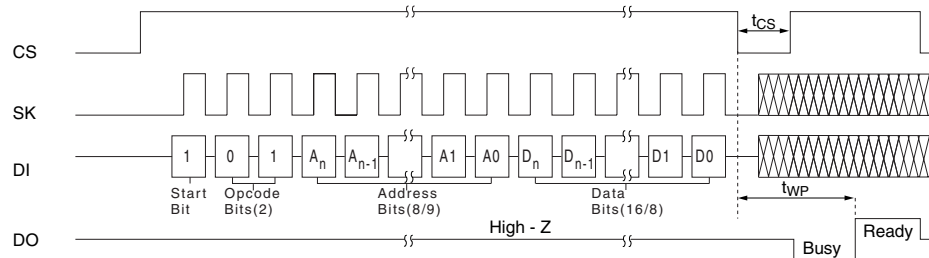 tCS
CS
SK
DI
1 0 1 An An-1 A1 A0 Dn Dn-1 D1 D0
Start Bit
Opcode Bits(2)
Address Bits(8/9)
Data Bits(16/8)
tWP
DO
High - Z
Busy
Ready